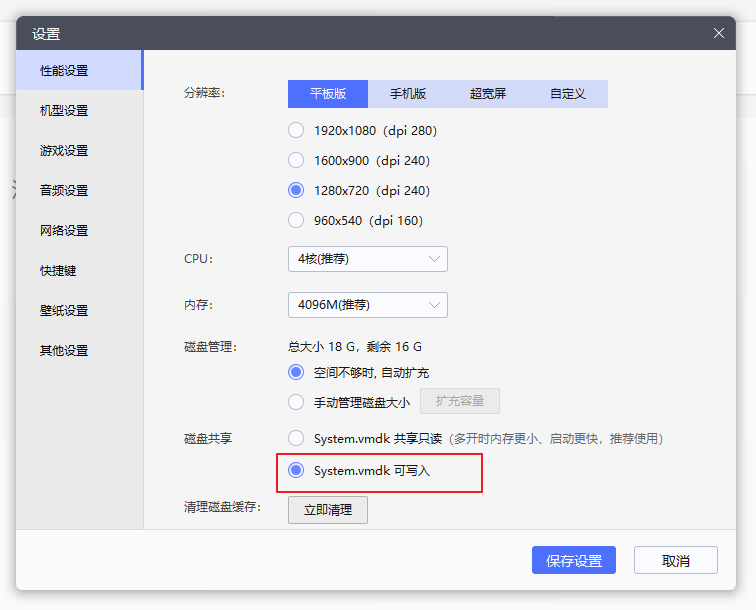 设置
性能设置
机型设置
游戏设置
音频设置
网络设置
快捷键
壁纸设置
其他设置
分辨率:
平板版 手机版 超宽屏 自定义
1920x1080（dpi 280）
1600x900（dpi 240）
1280x720（dpi 240）
960x540（dpi 160）
CPU:
4核(推荐)
内存:
4096M(推荐)
磁盘管理:
总大小 18 G，剩余 16 G
空间不够时, 自动扩充
手动管理磁盘大小 扩充容量
磁盘共享
System.vmdk 共享只读（多开时内存更小、启动更快，推荐使用）
System.vmdk 可写入
清理磁盘缓存:
立即清理
保存设置 取消